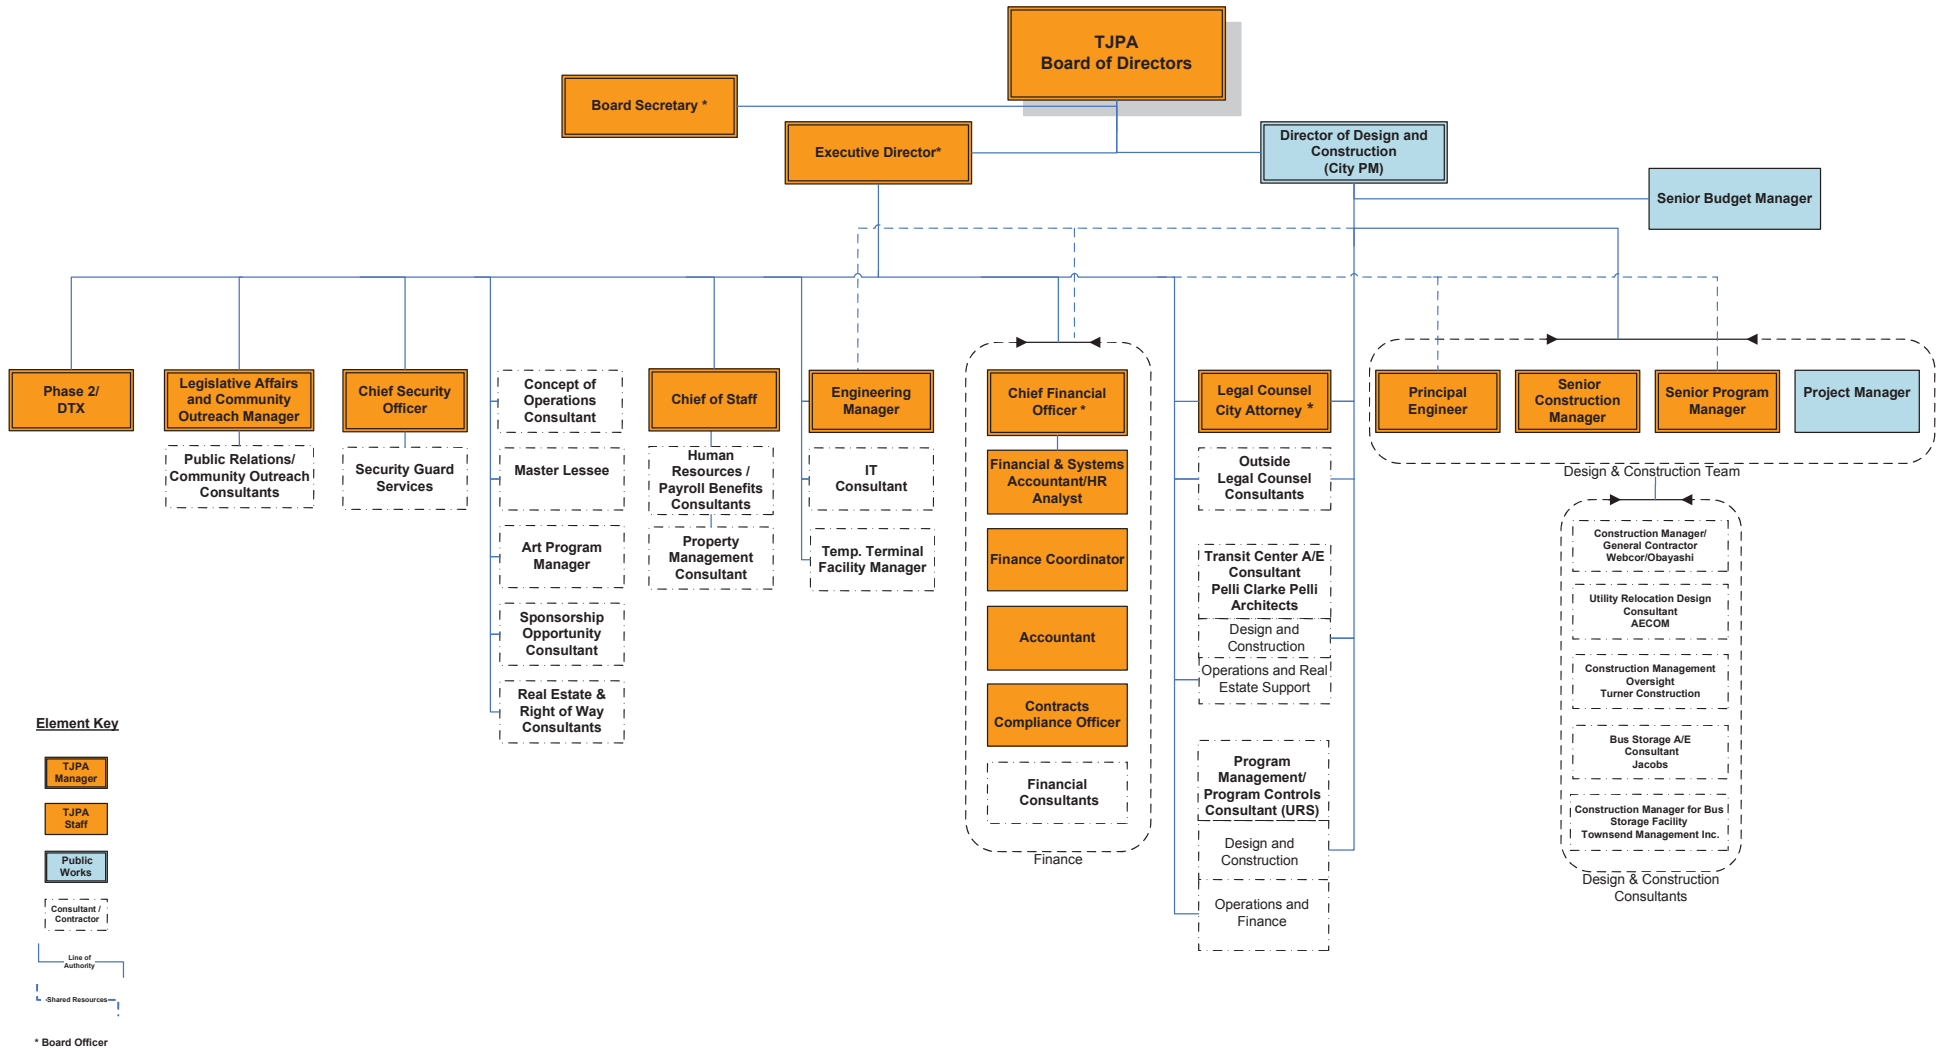 TJPA
Board of Directors
Board Secretary *
Executive Director*
Director of Design and
Construction
(City PM)
Senior Budget Manager
Phase 2/
DTX
Legislative Affairs
and Community
Outreach Manager
Public Relations/
Community Outreach
Consultants
Chief Security
Officer
Security Guard
Services
Concept of
Operations
Consultant
Master Lessee
Art Program
Manager
Sponsorship
Opportunity
Consultant
Real Estate &
Right of Way
Consultants
Chief of Staff
Human
Resources /
Payroll Benefits
Consultants
Property
Management
Consultant
Engineering
Manager
IT
Consultant
Temp. Terminal
Facility Manager
Chief Financial
Officer *
Financial & Systems
Accountant/HR
Analyst
Finance Coordinator
Accountant
Contracts
Compliance Officer
Financial
Consultants
Finance
Legal Counsel
City Attorney *
Outside
Legal Counsel
Consultants
Transit Center A/E
Consultant
Pelli Clarke Pelli
Architects
Design and
Construction
Operations and Real
Estate Support
Program
Management/
Program Controls
Consultant (URS)
Design and
Construction
Operations and
Finance
Principal
Engineer
Senior
Construction
Manager
Senior Program
Manager
Project Manager
Design & Construction Team
Construction Manager/
General Contractor
Webcor/Obayashi
Utility Relocation Design
Consultant
AECOM
Construction Management
Oversight
Turner Construction
Bus Storage A/E
Consultant
Jacobs
Construction Manager for Bus
Storage Facility
Townsend Management Inc.
Design & Construction
Consultants
Element Key
TJPA
Manager
TJPA
Staff
Public
Works
Consultant /
Contractor
Line of
Authority
Shared Resources
* Board Officer